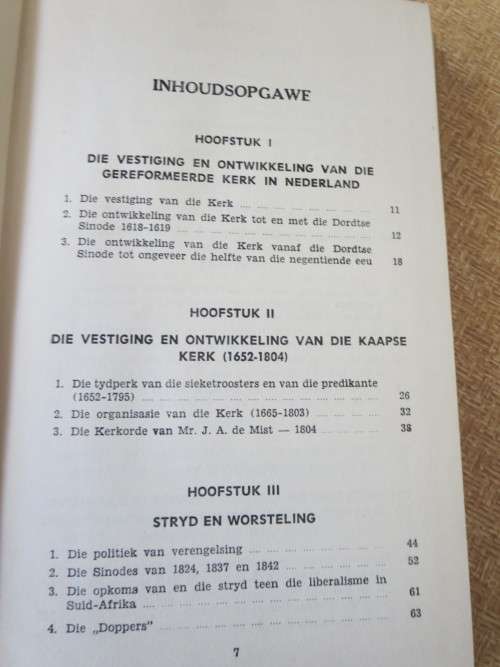 INHOUDSOPGAWE
HOOFSTUK I
DIE VESTIGING EN ONTWIKKELING VAN DIE
GEREFORMEERDE KERK IN NEDERLAND
1. Die vestiging van die Kerk .... .... .... .... .... .... .... 11
2. Die ontwikkeling van die Kerk tot en met die Dordtse
Sinode 1618-1619 .... .... .... .... .... .... .... .... 12
3. Die ontwikkeling van die Kerk vanaf die Dordtse
Sinode tot ongeveer die helfte van die negentiende eeu 18
HOOFSTUK II
DIE VESTIGING EN ONTWIKKELING VAN DIE KAAPSE
KERK (1652-1804)
1. Die tydperk van die sieketroosters en van die predikante
(1652-1795) .... .... .... .... .... .... .... .... .... 26
2. Die organisasie van die Kerk (1665-1803) .... .... .... 32
3. Die Kerkorde van Mr. J. A. de Mist — 1804 .... .... .... 38
HOOFSTUK III
STRYD EN WORSTELING
1. Die politiek van verengelsing .... .... .... .... .... .... 44
2. Die Sinodes van 1824, 1837 en 1842 .... .... .... .... 52
3. Die opkoma van en die stryd teen die liberalisme in
Suid-Afrika .... .... .... .... .... .... .... .... .... 61
4. Die „Doppers" .... .... .... .... .... .... .... .... 63
7